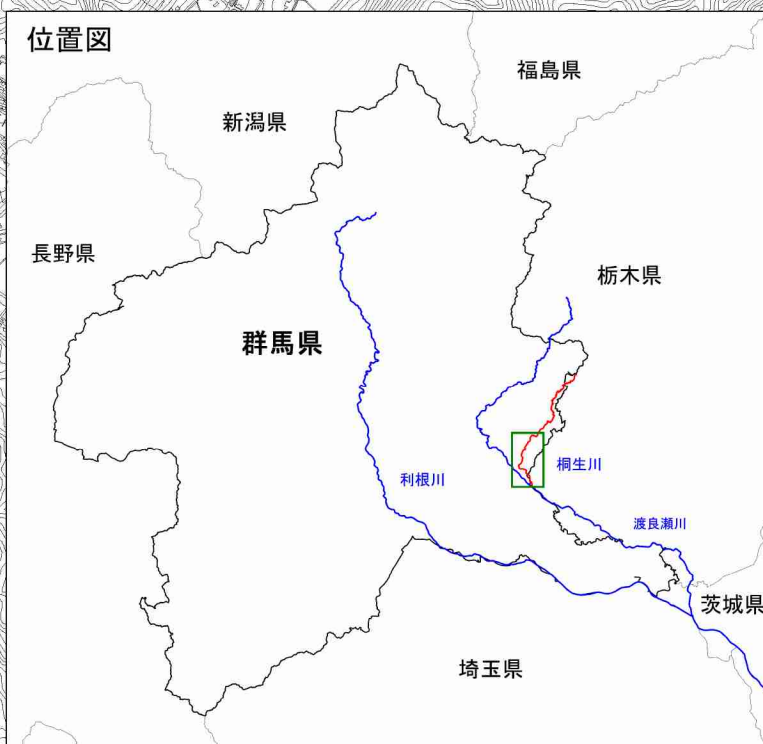 位置図
福島県
新潟県
長野県
栃木県
群馬県
桐生川
利根川
渡良瀬川
茨城県
埼玉県